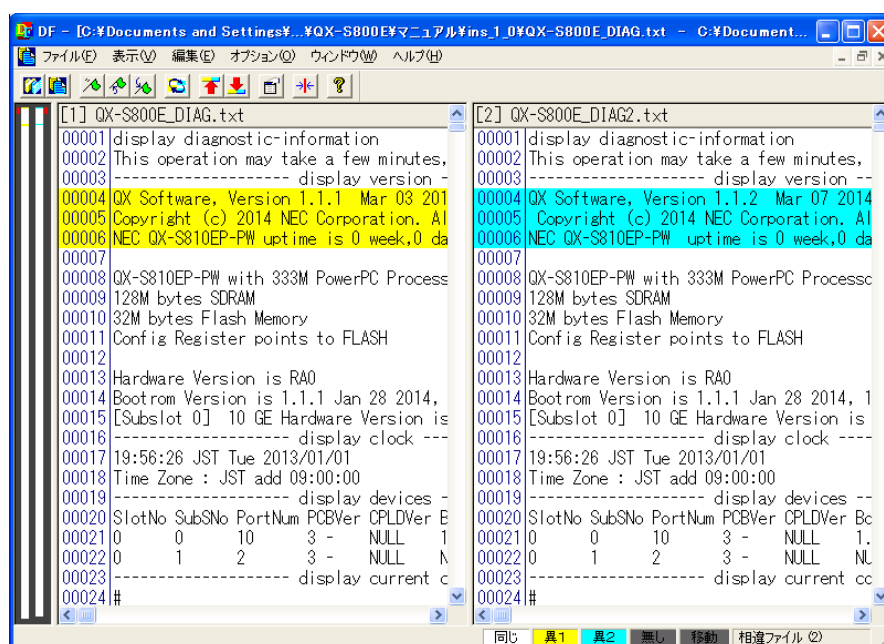 DF - [C:¥Documents and Settings¥...¥QX-S800E¥マニュアル¥ins_1_0¥QX-S800E_DIAG.txt - C:¥Document...
ファイル(F) 表示(V) 編集(E) オプション(O) ウィンドウ(W) ヘルプ(H)
[1] QX-S800E_DIAG.txt
00001 display diagnostic-information
00002 This operation may take a few minutes,
00003 -------------------- display version -
00004 QX Software, Version 1.1.1 Mar 03 201
00005 Copyright (c) 2014 NEC Corporation. Al
00006 NEC QX-S810EP-PW uptime is 0 week,0 da
00007
00008 QX-S810EP-PW with 333M PowerPC Process
00009 128M bytes SDRAM
00010 32M bytes Flash Memory
00011 Config Register points to FLASH
00012
00013 Hardware Version is RA0
00014 Bootrom Version is 1.1.1 Jan 28 2014,
00015 [Subslot 0] 10 GE Hardware Version is
00016 -------------------- display clock ---
00017 19:56:26 JST Tue 2013/01/01
00018 Time Zone : JST add 09:00:00
00019 -------------------- display devices -
00020 SlotNo SubSNo PortNum PCBVer CPLDVer B
00021 0 0 10 3 - NULL 1
00022 0 1 2 3 - NULL N
00023 -------------------- display current c
00024 #
[2] QX-S800E_DIAG2.txt
00001 display diagnostic-information
00002 This operation may take a few minutes,
00003 -------------------- display version --
00004 QX Software, Version 1.1.2 Mar 07 2014
00005 Copyright (c) 2014 NEC Corporation. Al
00006 NEC QX-S810EP-PW uptime is 0 week,0 da
00007
00008 QX-S810EP-PW with 333M PowerPC Processo
00009 128M bytes SDRAM
00010 32M bytes Flash Memory
00011 Config Register points to FLASH
00012
00013 Hardware Version is RA0
00014 Bootrom Version is 1.1.1 Jan 28 2014, 1
00015 [Subslot 0] 10 GE Hardware Version is
00016 -------------------- display clock ----
00017 19:56:26 JST Tue 2013/01/01
00018 Time Zone : JST add 09:00:00
00019 -------------------- display devices --
00020 SlotNo SubSNo PortNum PCBVer CPLDVer Bo
00021 0 0 10 3 - NULL 1.
00022 0 1 2 3 - NULL NU
00023 -------------------- display current co
00024 #
同じ 異1 異2 無し 移動 相違ファイル (2)